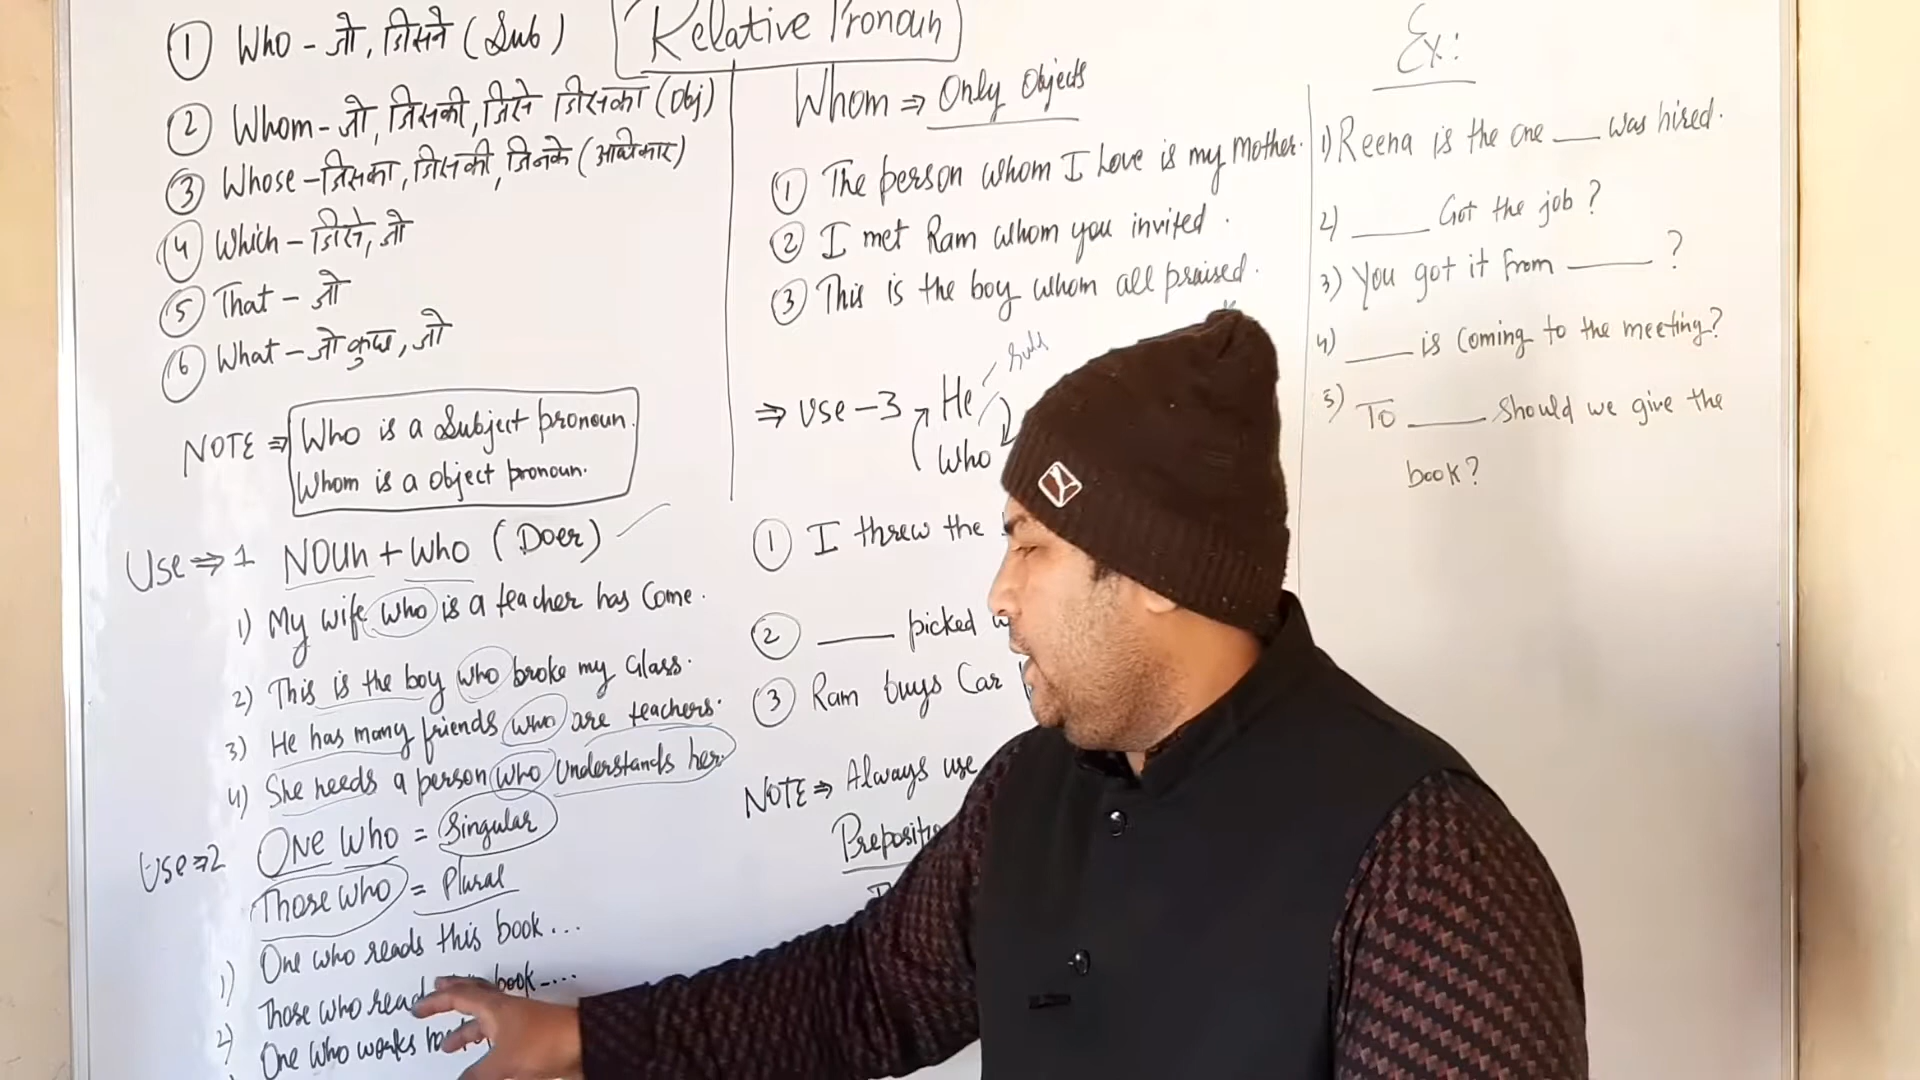 Relative Pronoun
① Who - जो, जिसने (Sub)
② Whom - जो, जिसकी, जिसे जिसका (Obj)
③ Whose - जिसका, जिसकी, जिनके (अधिकार)
④ Which - जिसे, जो
⑤ That - जो
⑥ What - जो कुछ, जो
NOTE ⇒ Who is a Subject pronoun.
Whom is a object pronoun.
Use ⇒ 1 NOUN + Who (Doer)
1) My wife who is a teacher has Come.
2) This is the boy who broke my Glass.
3) He has many friends who are teachers.
4) She needs a person who Understands her.
Use ⇒ 2 ONE Who = Singular
Those Who = Plural
1) One who reads this book...
Those who read book....
2) One who works
Whom ⇒ Only Objects
① The person whom I Love is my Mother.
② I met Ram whom you invited.
③ This is the boy whom all praised.
⇒ Use - 3 He
Who
① I threw the
② ____ picked
③ Ram buys Car
NOTE ⇒ Always use
Ex:
1) Reena is the one ___ was hired.
2) ____ Got the job?
3) You got it from ____ ?
4) ___ is Coming to the meeting?
5) To ____ Should we give the
book?